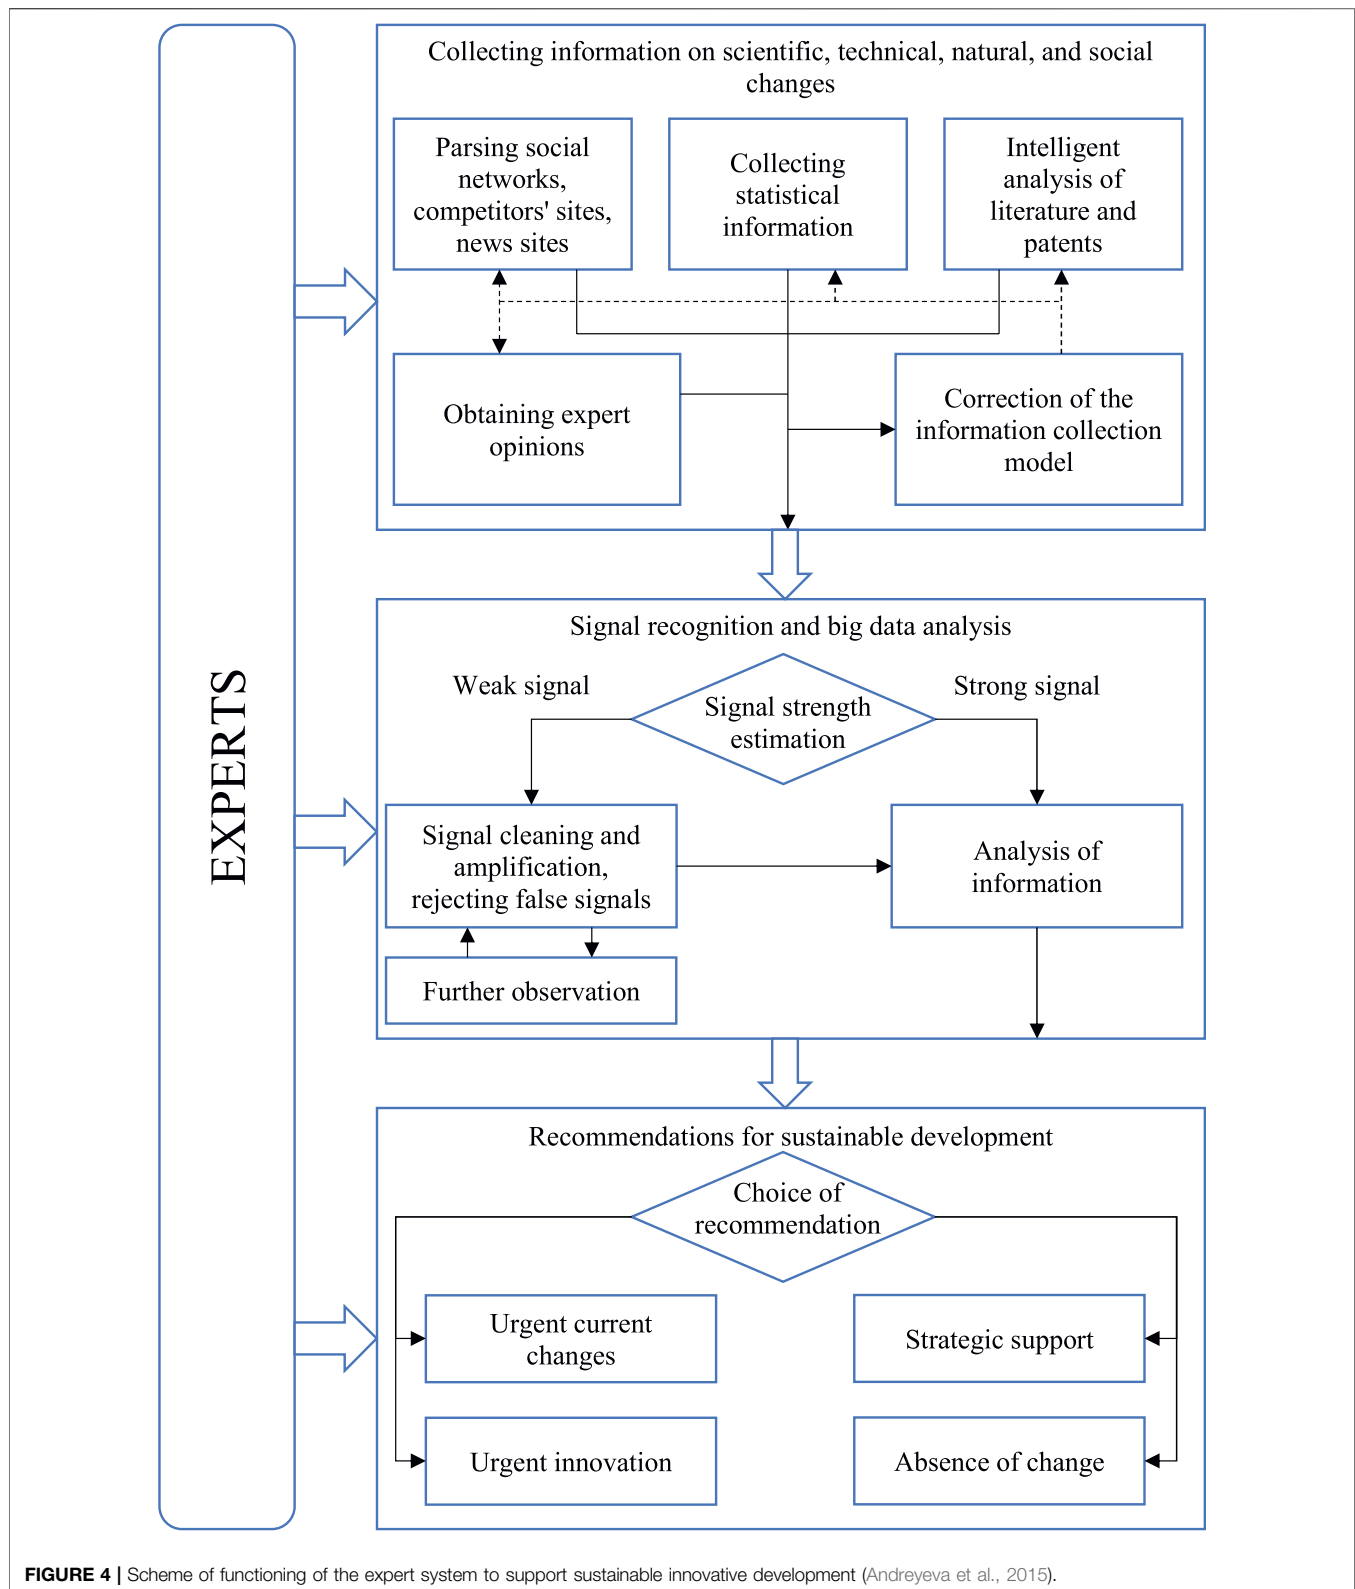 EXPERTS
Collecting information on scientific, technical, natural, and social
changes
Parsing social
networks,
competitors' sites,
news sites
Collecting
statistical
information
Intelligent
analysis of
literature and
patents
Obtaining expert
opinions
Correction of the
information collection
model
Signal recognition and big data analysis
Weak signal
Strong signal
Signal strength
estimation
Signal cleaning and
amplification,
rejecting false signals
Analysis of
information
Further observation
Recommendations for sustainable development
Choice of
recommendation
Urgent current
changes
Strategic support
Urgent innovation
Absence of change
FIGURE 4 | Scheme of functioning of the expert system to support sustainable innovative development (Andreyeva et al., 2015).